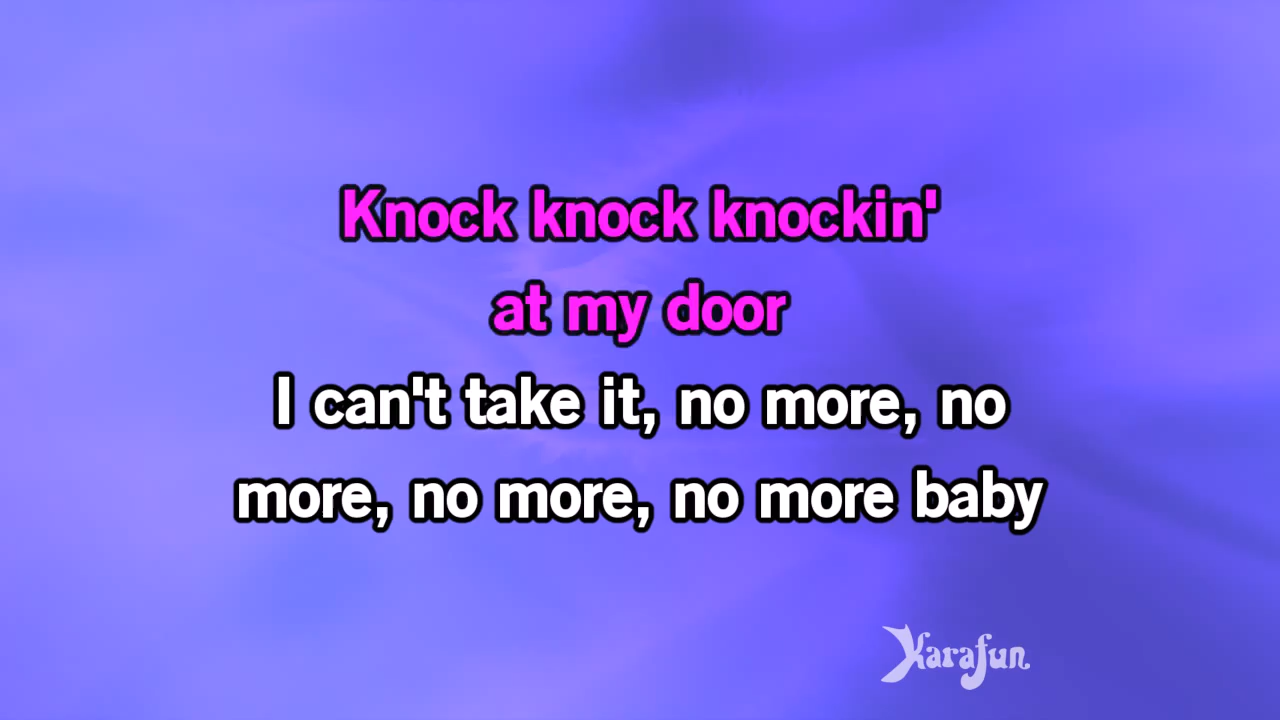 Knock knock knockin'
at my door
I can't take it, no more, no
more, no more, no more baby
Karafun